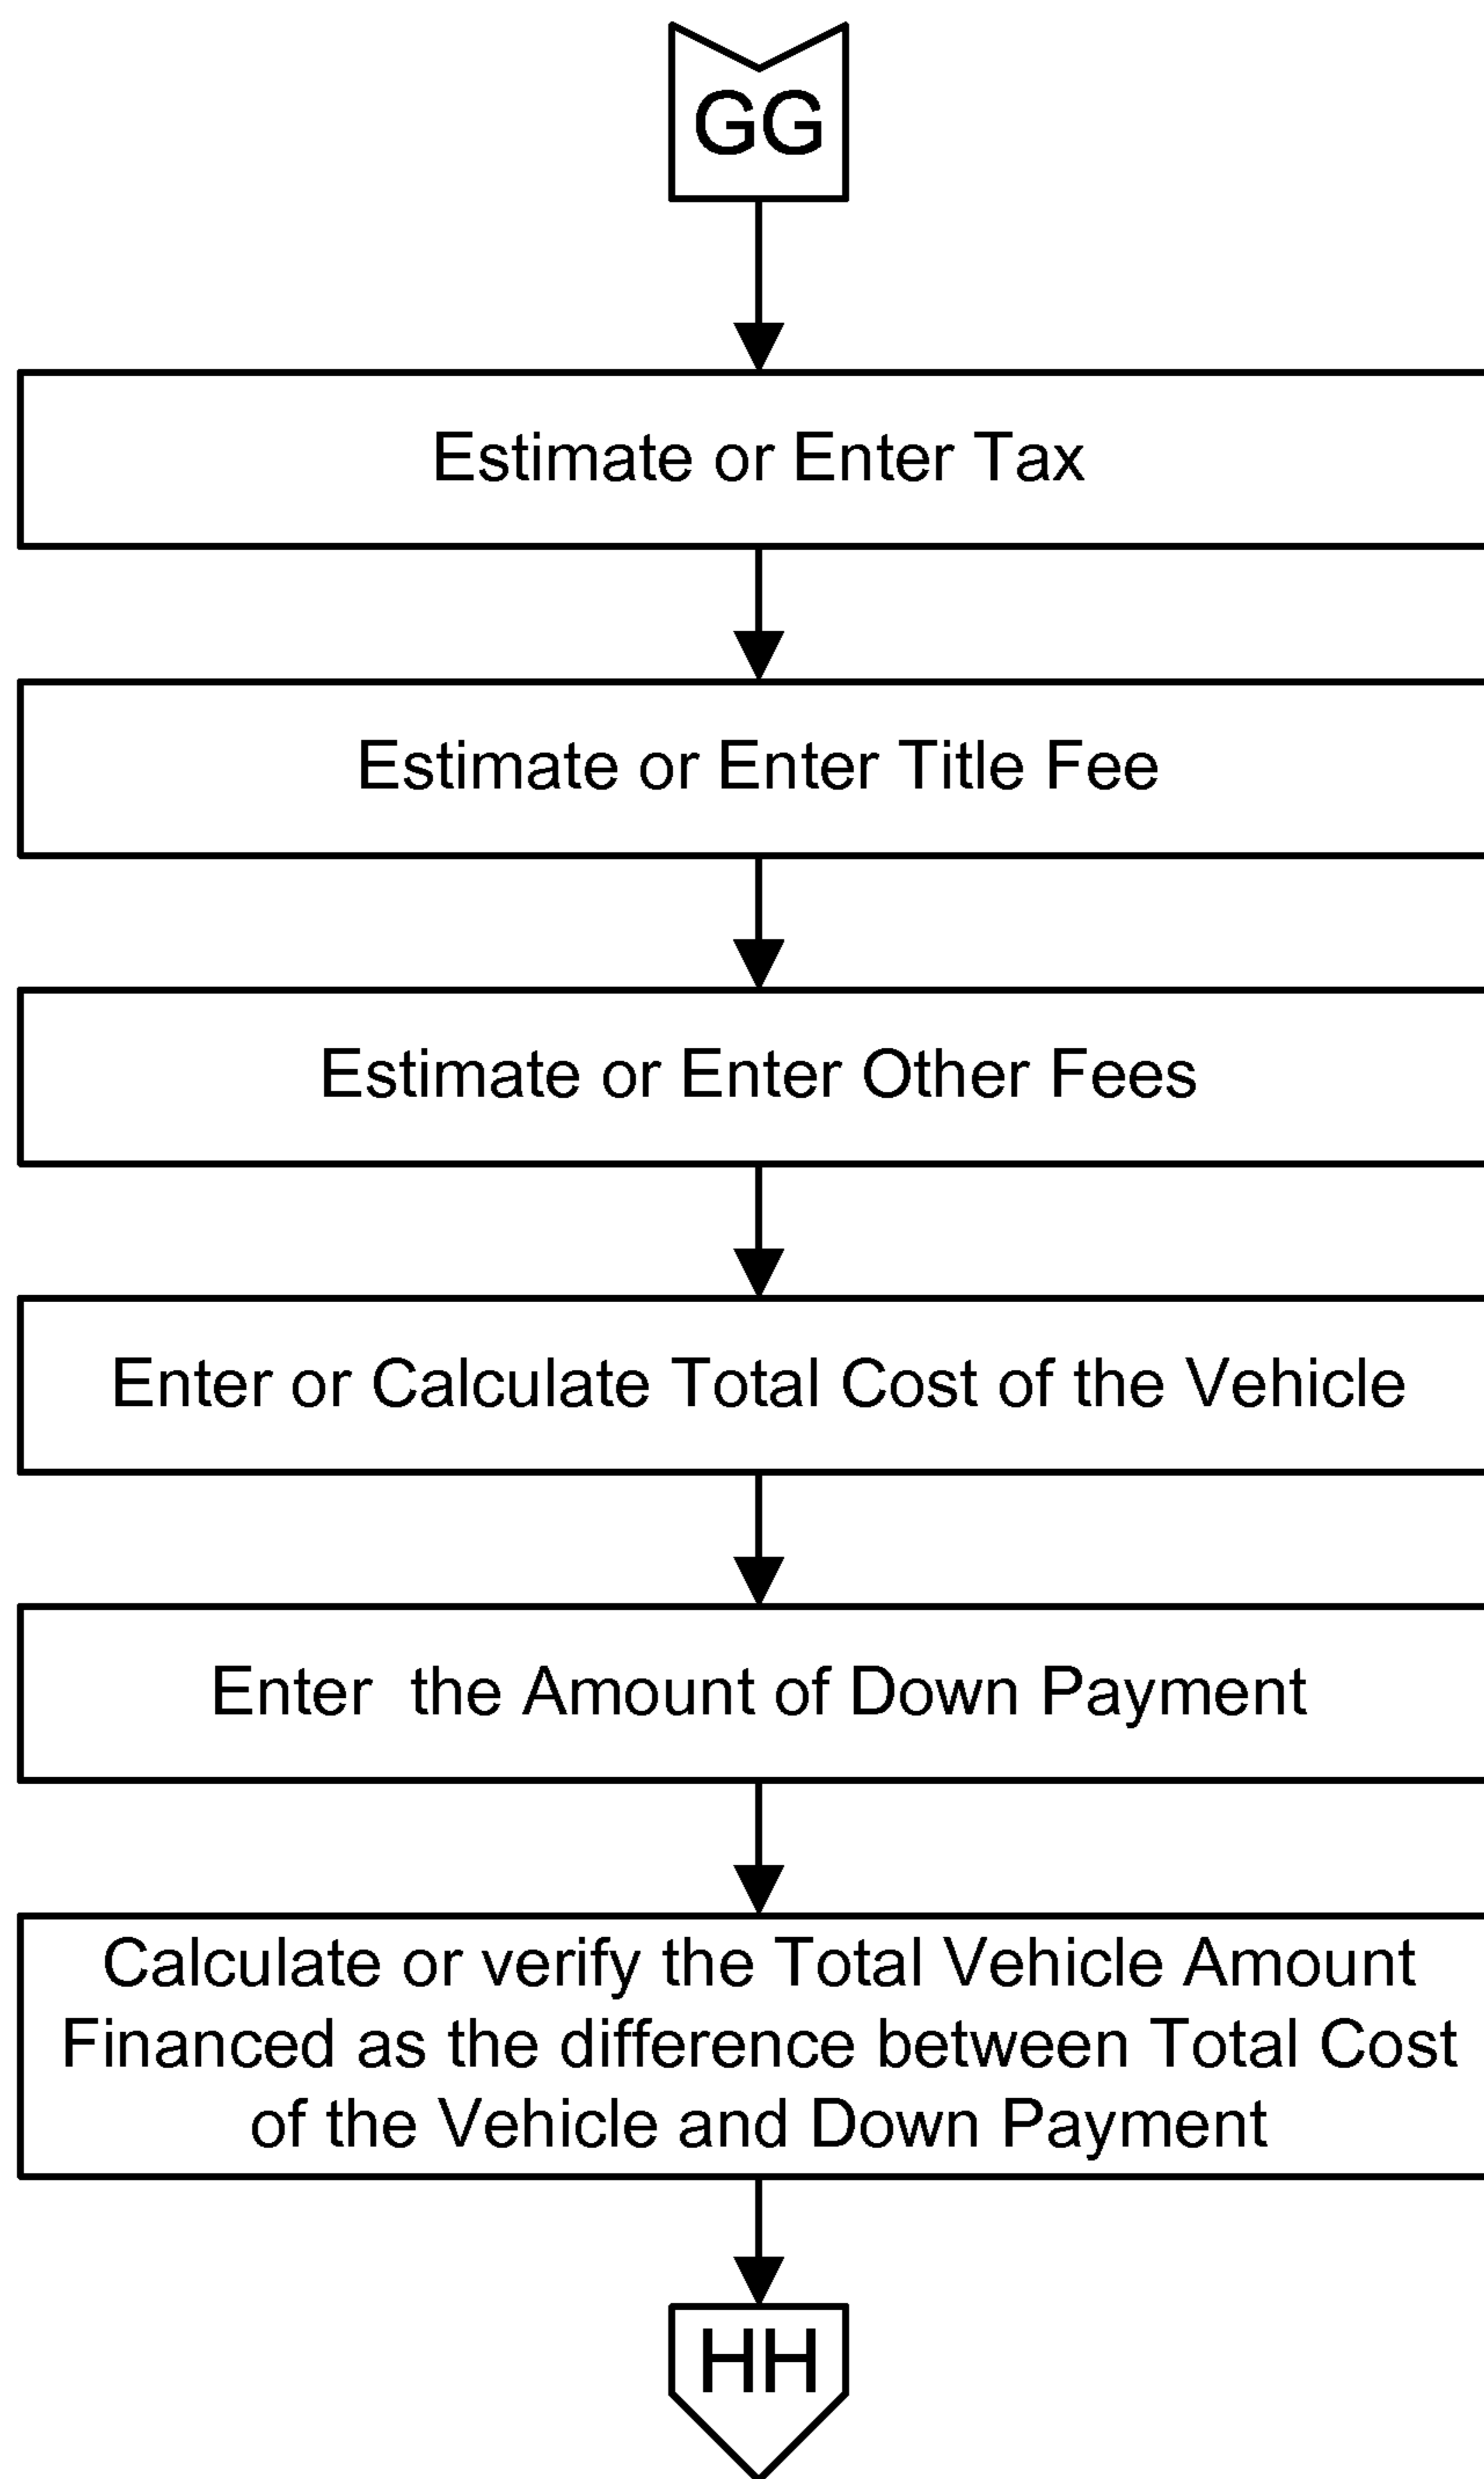 GG
Estimate or Enter Tax
Estimate or Enter Title Fee
Estimate or Enter Other Fees
Enter or Calculate Total Cost of the Vehicle
Enter  the Amount of Down Payment
Calculate or verify the Total Vehicle Amount
Financed as the difference between Total Cost
of the Vehicle and Down Payment
HH